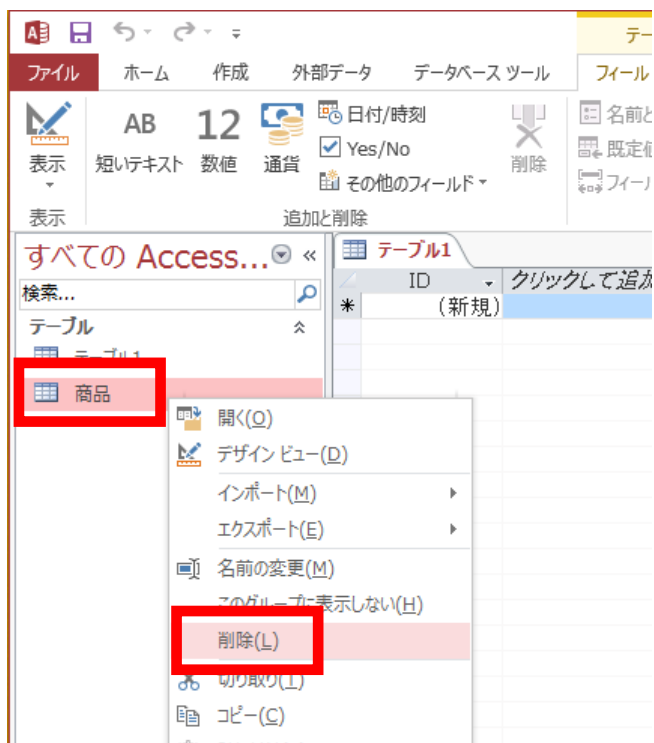 テー
ファイル ホーム 作成 外部データ データベース ツール フィール
表示 AB 短いテキスト 12 数値 通貨 日付/時刻 削除 名前と
Yes/No 既定値
その他のフィールド フィール
表示 追加と削除
すべての Access... « テーブル1
ID クリックして追加
検索... * (新規)
テーブル
テーブル1
商品
開く(O)
デザイン ビュー(D)
インポート(M)
エクスポート(E)
名前の変更(M)
このグループに表示しない(H)
削除(L)
切り取り(T)
コピー(C)